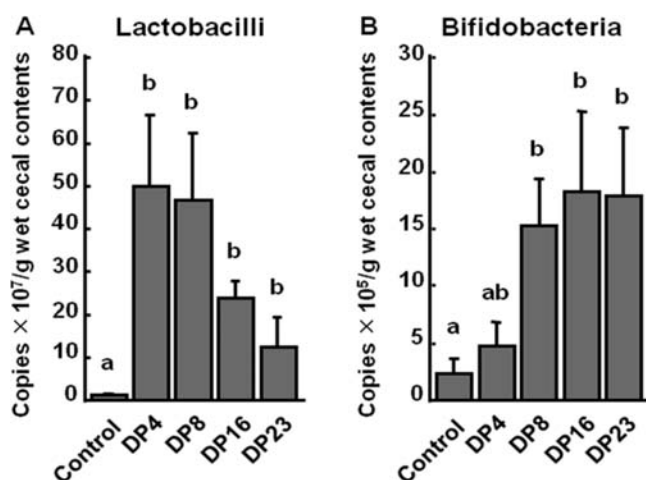 A Lactobacilli
Copies × 10⁷/g wet cecal contents
80
70
60
50
40
30
20
10
0
a
b
b
b
b
Control
DP4
DP8
DP16
DP23
B Bifidobacteria
Copies × 10⁵/g wet cecal contents
30
25
20
15
10
5
0
a
ab
b
b
b
Control
DP4
DP8
DP16
DP23